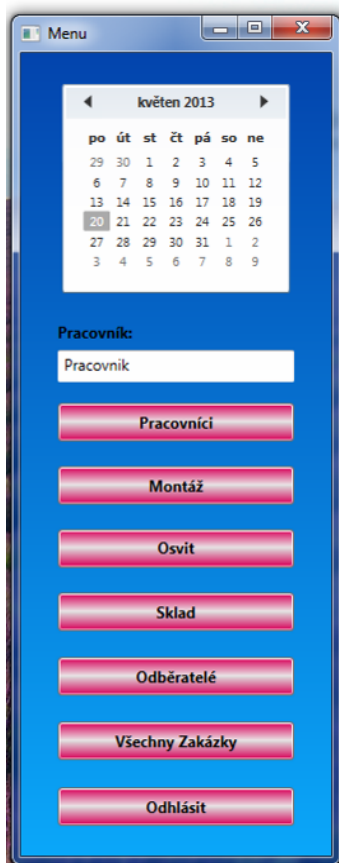 Menu
květen 2013
po út st čt pá so ne
29 30 1 2 3 4 5
6 7 8 9 10 11 12
13 14 15 16 17 18 19
20 21 22 23 24 25 26
27 28 29 30 31 1 2
3 4 5 6 7 8 9
Pracovník:
Pracovnik
Pracovníci
Montáž
Osvit
Sklad
Odběratelé
Všechny Zakázky
Odhlásit